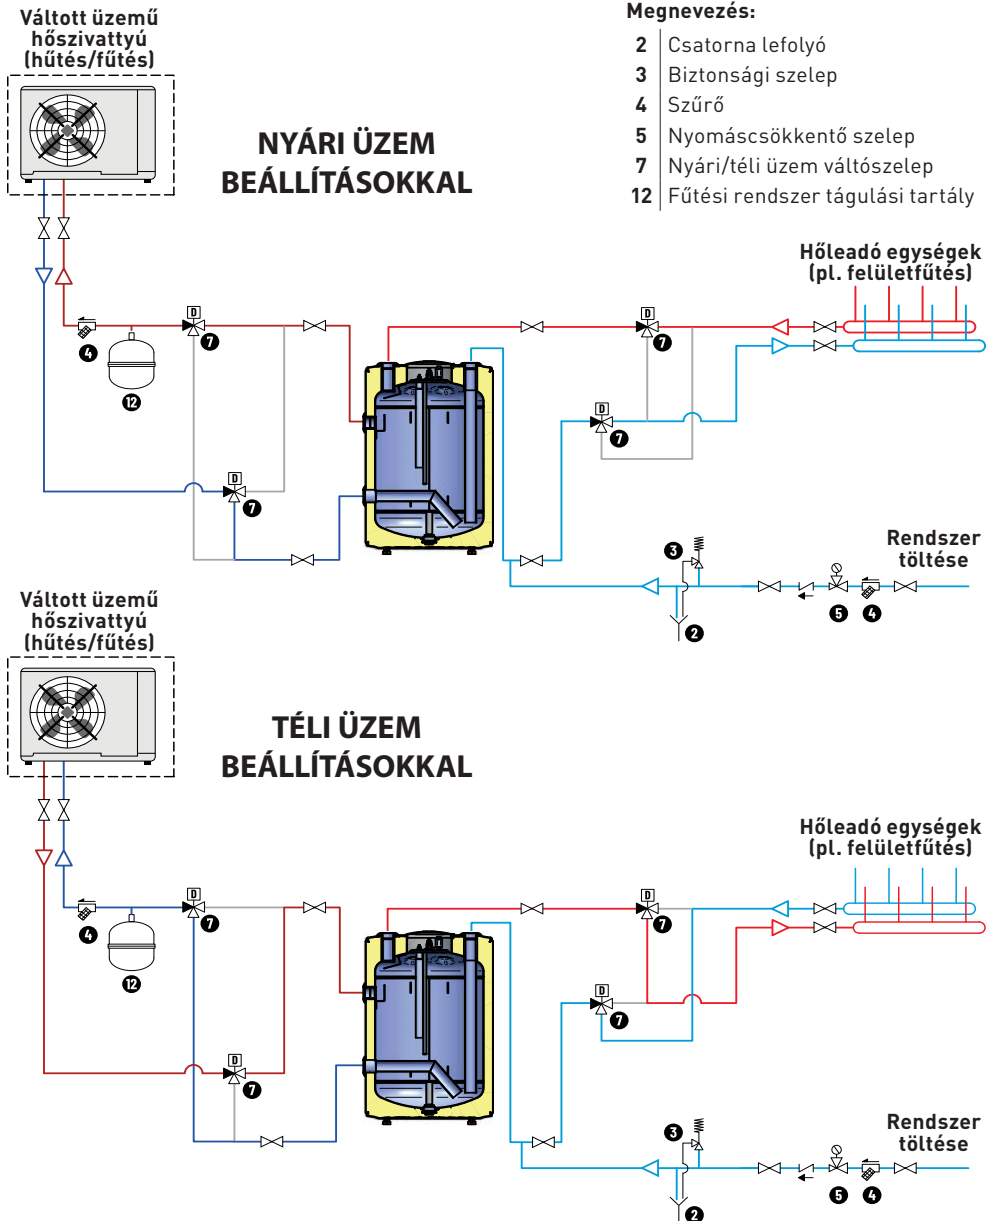 Váltott üzemű
hőszivattyú
(hűtés/fűtés)
NYÁRI ÜZEM
BEÁLLÍTÁSOKKAL
Megnevezés:
2 Csatorna lefolyó
3 Biztonsági szelep
4 Szűrő
5 Nyomáscsökkentő szelep
7 Nyári/téli üzem váltószelep
12 Fűtési rendszer tágulási tartály
Hőleadó egységek
(pl. felületfűtés)
D
7
D
7
4
12
D
7
D
7
Rendszer
töltése
3
5
4
2
Váltott üzemű
hőszivattyú
(hűtés/fűtés)
TÉLI ÜZEM
BEÁLLÍTÁSOKKAL
Hőleadó egységek
(pl. felületfűtés)
D
7
D
7
4
12
D
7
D
7
Rendszer
töltése
3
5
4
2